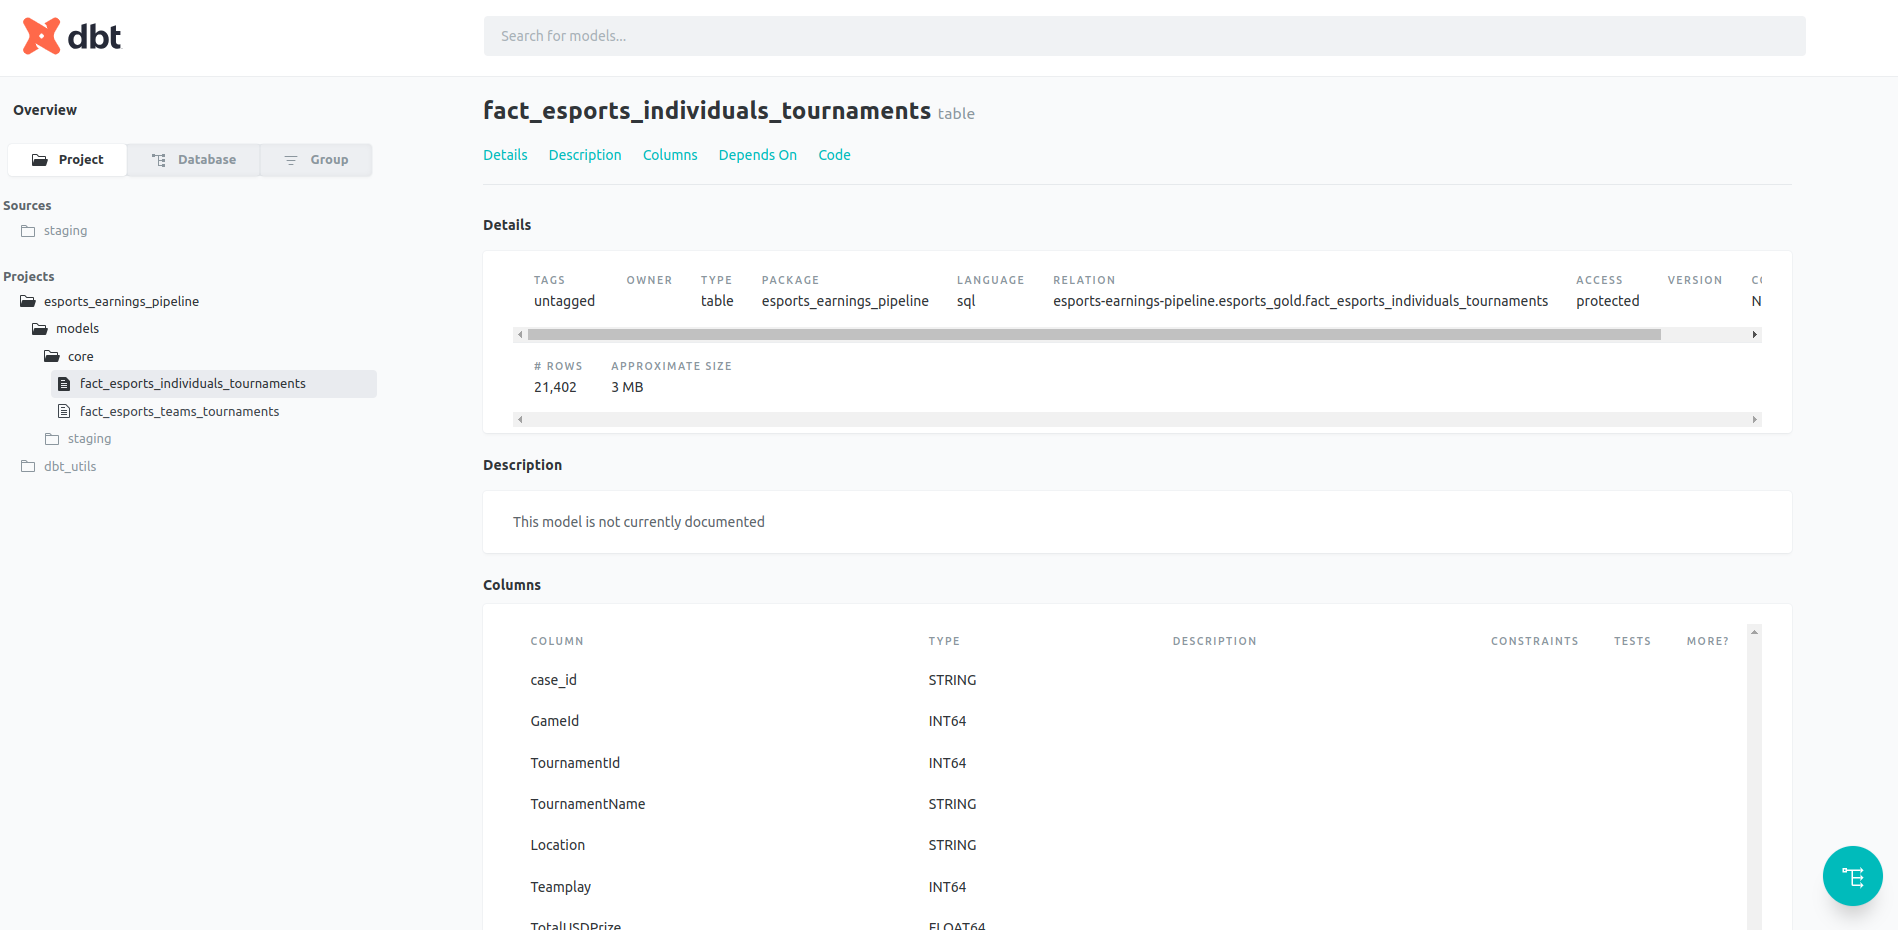 dbt
Search for models...
Overview
Project Database Group
Sources
staging
Projects
esports_earnings_pipeline
models
core
fact_esports_individuals_tournaments
fact_esports_teams_tournaments
staging
dbt_utils
fact_esports_individuals_tournaments table
Details Description Columns Depends On Code
Details
TAGS OWNER TYPE PACKAGE LANGUAGE RELATION ACCESS VERSION
untagged table esports_earnings_pipeline sql esports-earnings-pipeline.esports_gold.fact_esports_individuals_tournaments protected N
# ROWS APPROXIMATE SIZE
21,402 3 MB
Description
This model is not currently documented
Columns
COLUMN TYPE DESCRIPTION CONSTRAINTS TESTS MORE?
case_id STRING
GameId INT64
TournamentId INT64
TournamentName STRING
Location STRING
Teamplay INT64
TotalUSDPrize FLOAT64